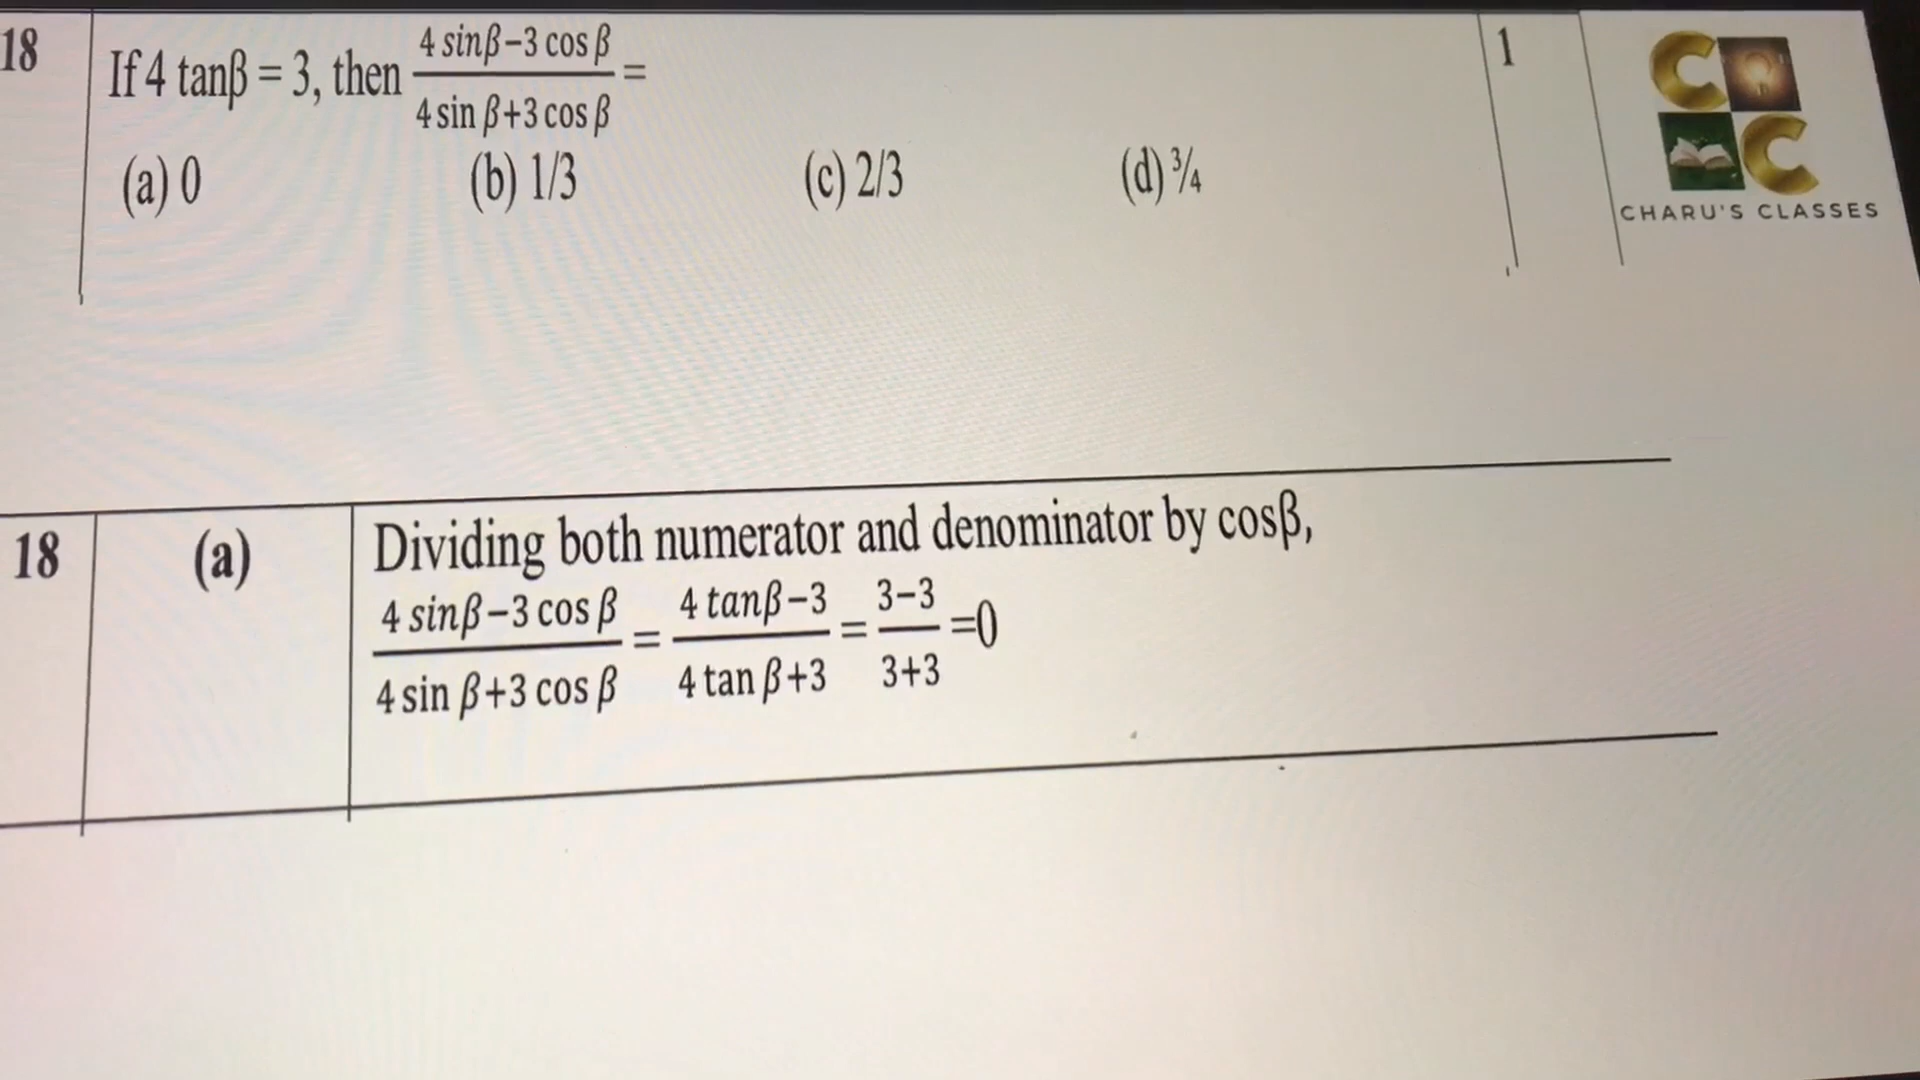 18 If 4 tanβ = 3, then (4 sinβ−3 cos β)/(4 sin β+3 cos β) = 1
(a) 0 (b) 1/3 (c) 2/3 (d) ¾
CHARU'S CLASSES
18 (a) Dividing both numerator and denominator by cosβ,
(4 sinβ−3 cos β)/(4 sin β+3 cos β) = (4 tanβ−3)/(4 tan β+3) = (3−3)/(3+3) =0